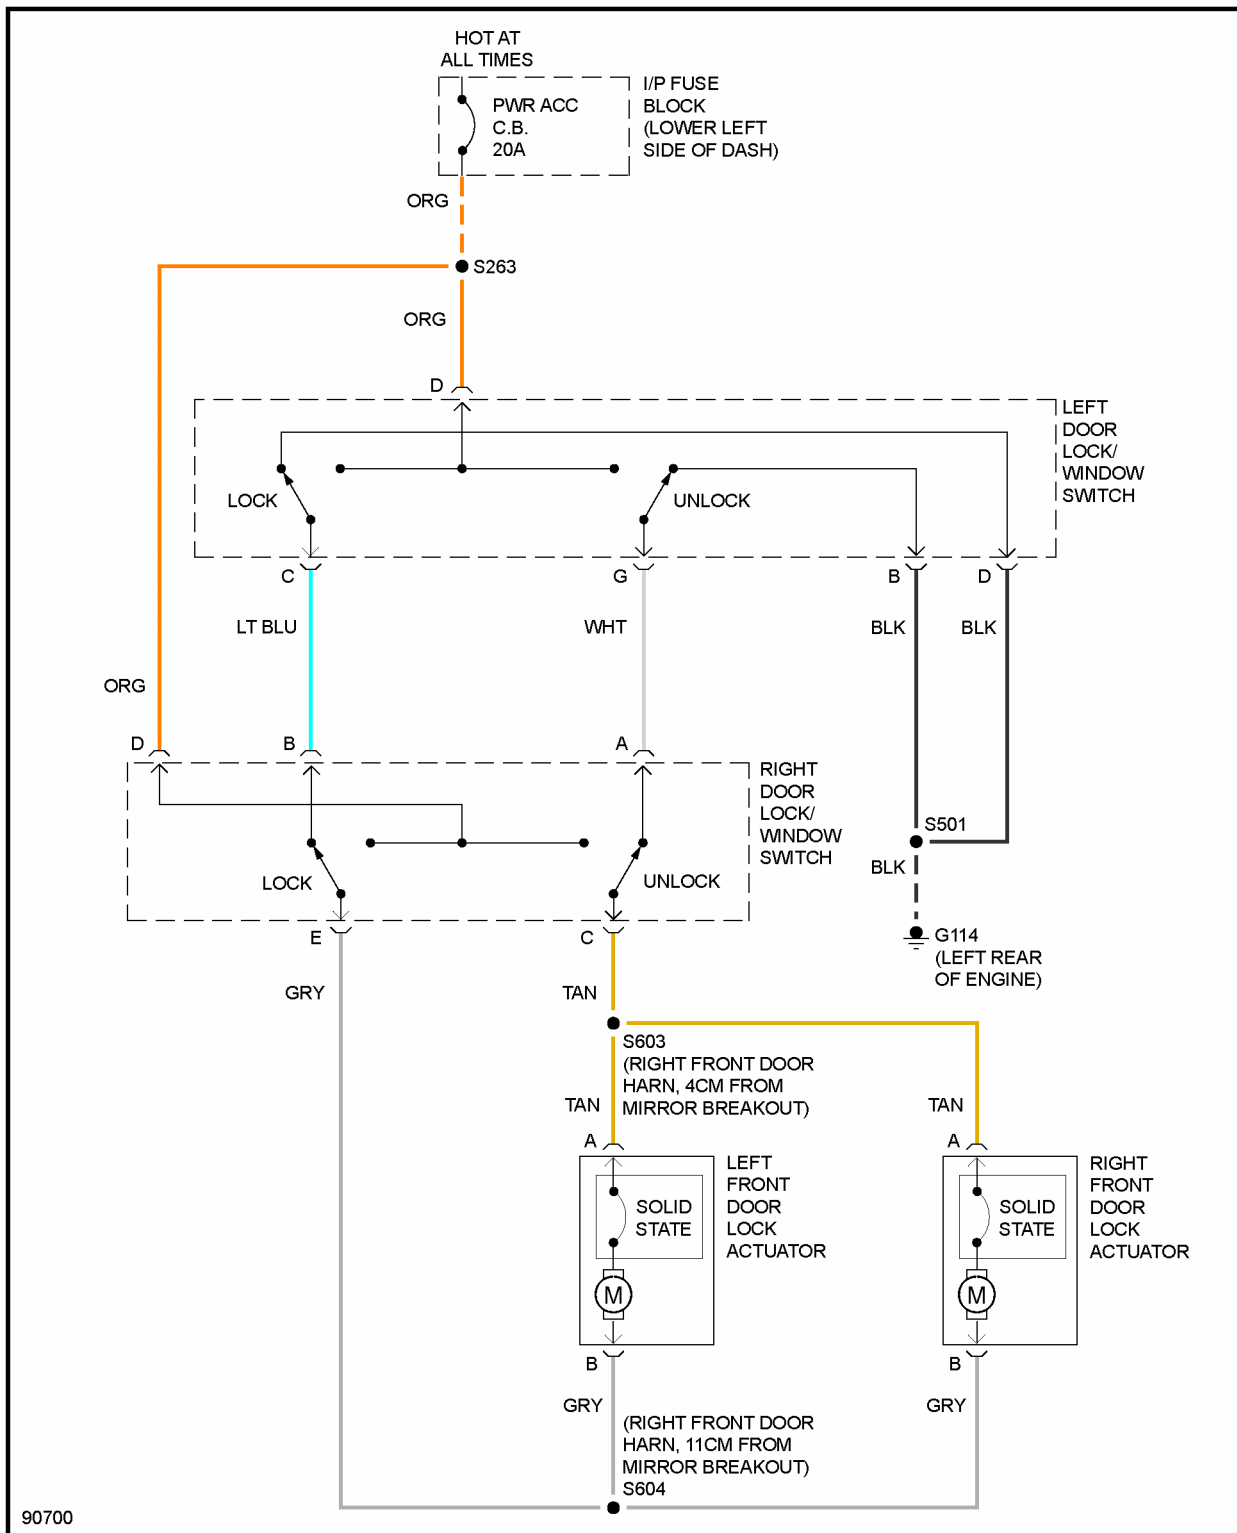 HOT AT
ALL TIMES
I/P FUSE
BLOCK
(LOWER LEFT
SIDE OF DASH)
PWR ACC
C.B.
20A
ORG
S263
ORG
D
LEFT
DOOR
LOCK/
WINDOW
SWITCH
LOCK
UNLOCK
C
G
B
D
LT BLU
WHT
BLK
BLK
ORG
D
B
A
RIGHT
DOOR
LOCK/
WINDOW
SWITCH
LOCK
UNLOCK
S501
BLK
E
C
G114
(LEFT REAR
OF ENGINE)
GRY
TAN
S603
(RIGHT FRONT DOOR
HARN, 4CM FROM
MIRROR BREAKOUT)
TAN
TAN
A
A
LEFT
FRONT
DOOR
LOCK
ACTUATOR
SOLID
STATE
M
RIGHT
FRONT
DOOR
LOCK
ACTUATOR
SOLID
STATE
M
B
B
GRY
GRY
(RIGHT FRONT DOOR
HARN, 11CM FROM
MIRROR BREAKOUT)
S604
90700